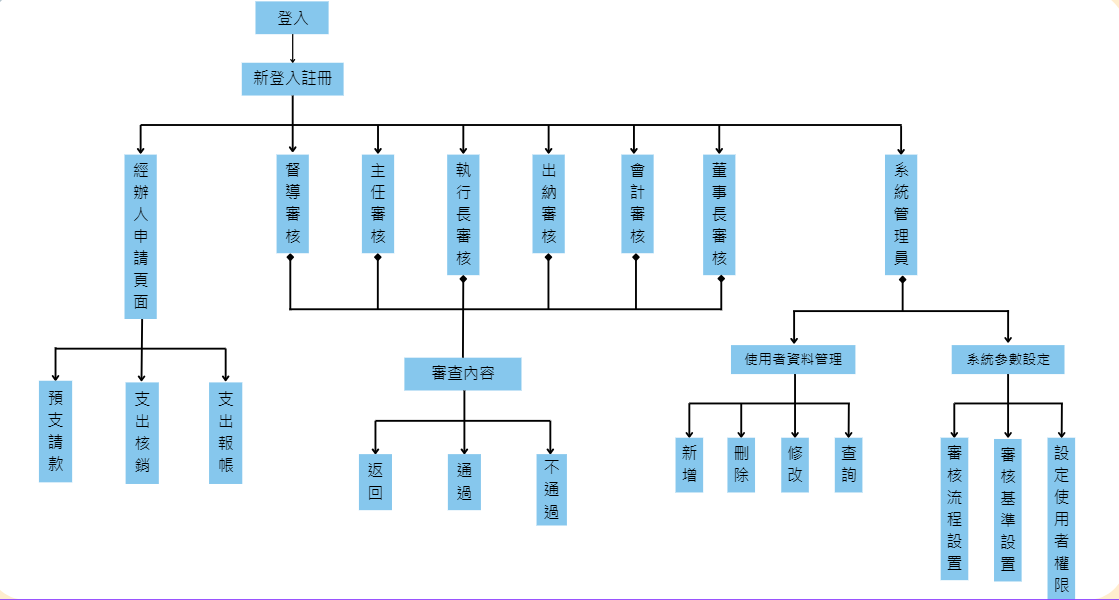 登入
新登入註冊
經辦人申請頁面
督導審核
主任審核
執行長審核
出納審核
會計審核
董事長審核
系統管理員
審查內容
使用者資料管理
系統參數設定
預支請款
支出核銷
支出報帳
返回
通過
不通過
新增
刪除
修改
查詢
審核流程設置
審核基準設置
設定使用者權限